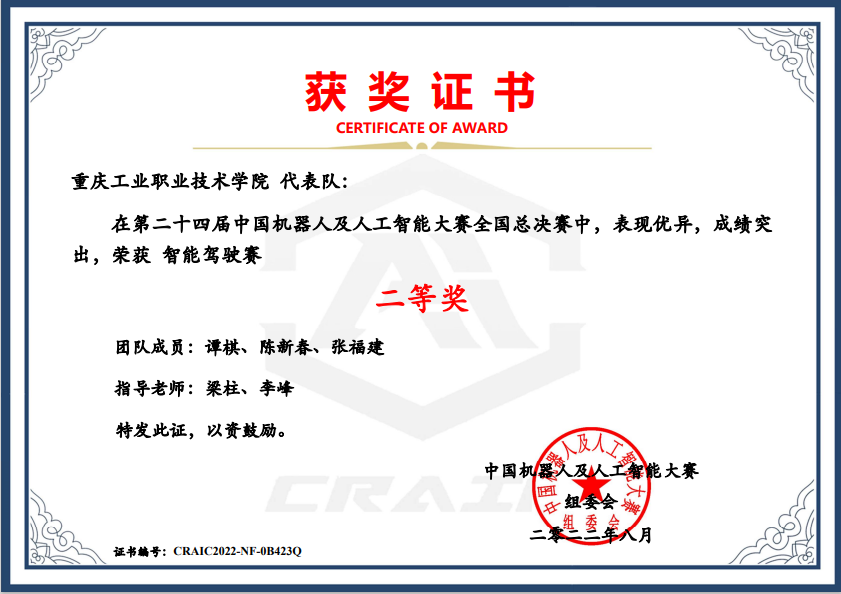 获奖证书
CERTIFICATE OF AWARD
重庆工业职业技术学院 代表队：
在第二十四届中国机器人及人工智能大赛全国总决赛中，表现优异，成绩突
出，荣获 智能驾驶赛
二等奖
团队成员：谭棋、陈新春、张福建
指导老师：梁柱、李峰
特发此证，以资鼓励。
中国机器人及人工智能大赛
组委会
二零二二年八月
中国机器人及人工智能大赛
组委会
CRAIC
证书编号：CRAIC2022-NF-0B423Q